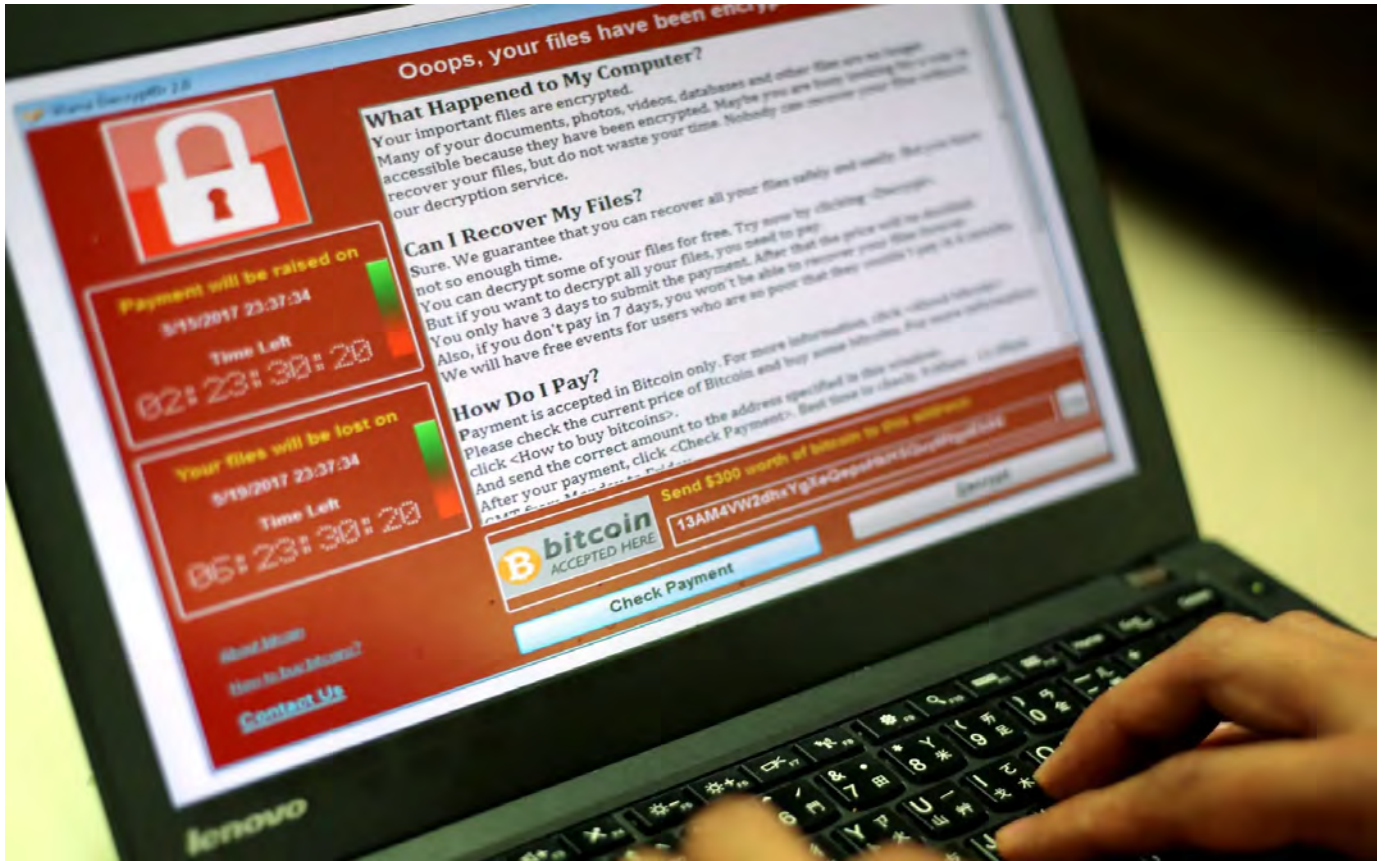 Wana Decrypt0r 2.0
Ooops, your files have been encryp
What Happened to My Computer?
Your important files are encrypted.
Many of your documents, photos, videos, databases and other files are no longer
accessible because they have been encrypted. Maybe you are busy looking for a way to
recover your files, but do not waste your time. Nobody can recover your files without
our decryption service.
Can I Recover My Files?
Sure. We guarantee that you can recover all your files safely and easily. But you have
not so enough time.
You can decrypt some of your files for free. Try now by clicking <Decrypt>.
But if you want to decrypt all your files, you need to pay.
You only have 3 days to submit the payment. After that the price will be doubled.
Also, if you don't pay in 7 days, you won't be able to recover your files forever.
We will have free events for users who are so poor that they couldn't pay in 6 months.
How Do I Pay?
Payment is accepted in Bitcoin only. For more information, click <About bitcoin>.
Please check the current price of Bitcoin and buy some bitcoins. For more information,
click <How to buy bitcoins>.
And send the correct amount to the address specified in this window.
After your payment, click <Check Payment>. Best time to check:
GMT from Monday to Friday
Payment will be raised on
5/15/2017 23:37:34
Time Left
02:23:30:20
Your files will be lost on
5/19/2017 23:37:34
Time Left
06:23:30:20
About bitcoin
How to buy bitcoins?
Contact Us
bitcoin
ACCEPTED HERE
Send $300 worth of bitcoin to this address:
Check Payment
Decrypt
lenovo